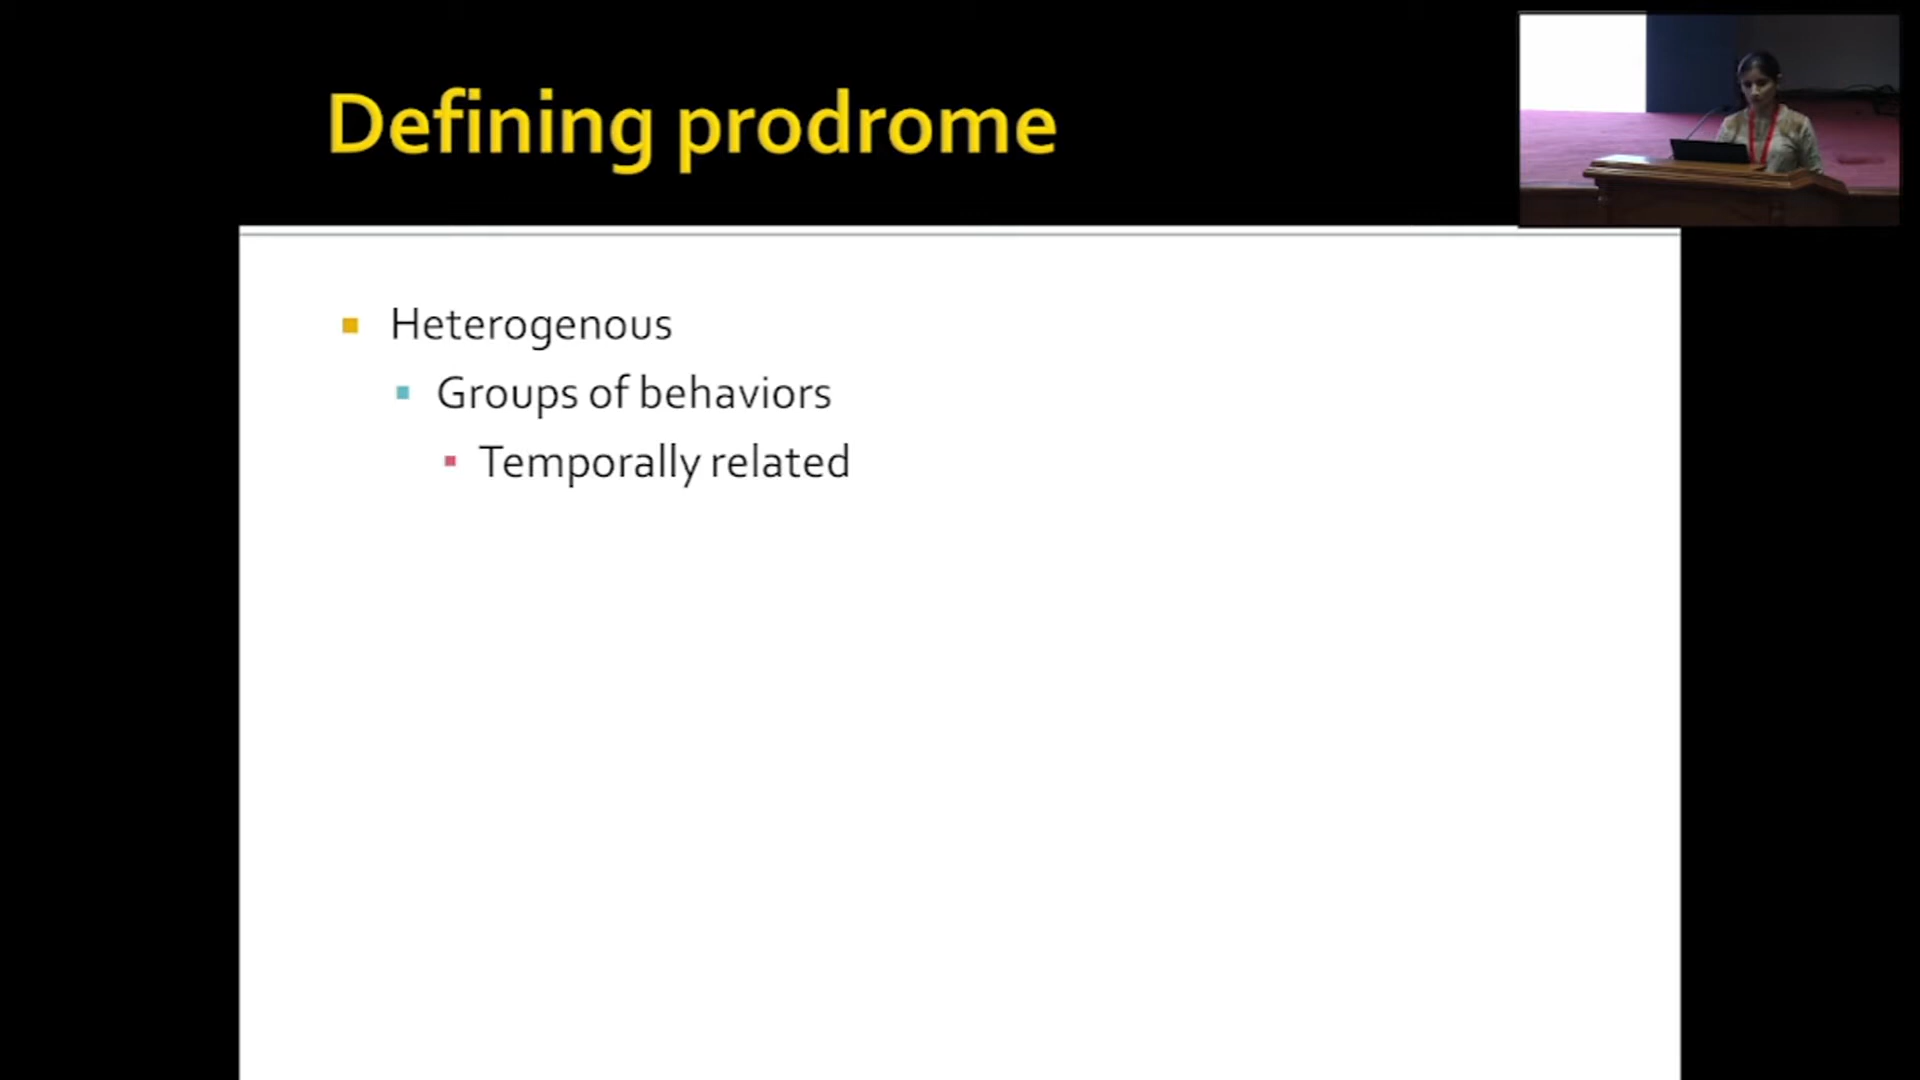 Defining prodrome
Heterogenous
Groups of behaviors
Temporally related